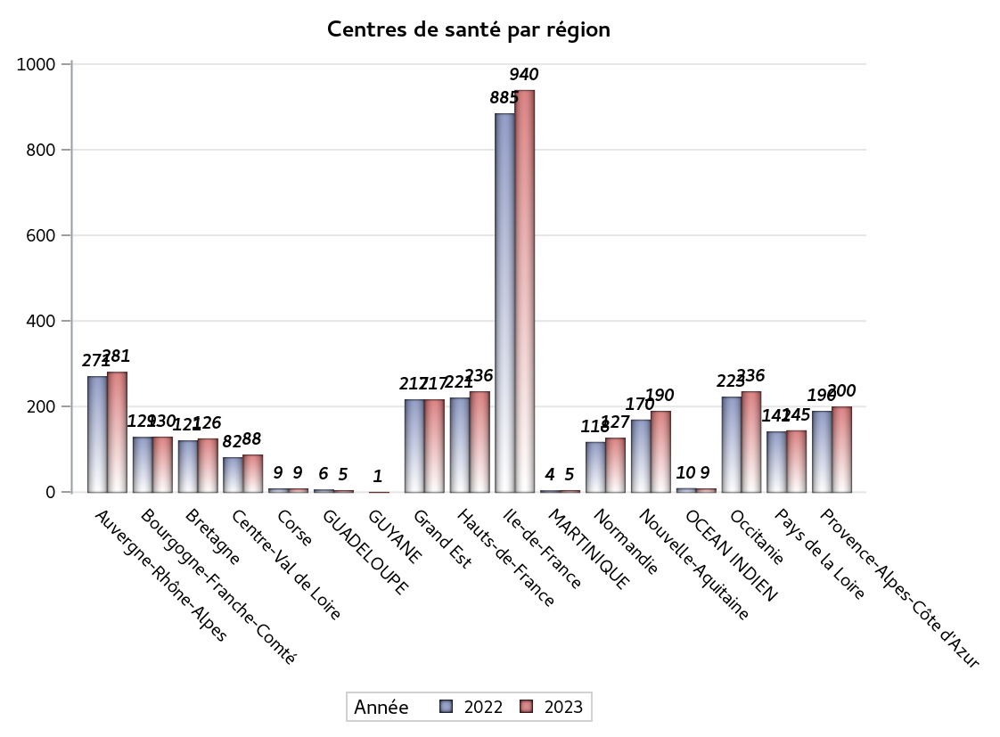 Centres de santé par région
1000
800
600
400
200
0
271 281
130
121 126
82 88
9 9
6 5
1
217 217
221 236
885 940
4 5
118 127
170 190
10 9
223 236
145
190 200
Auvergne-Rhône-Alpes
Bourgogne-Franche-Comté
Bretagne
Centre-Val de Loire
Corse
GUADELOUPE
GUYANE
Grand Est
Hauts-de-France
Ile-de-France
MARTINIQUE
Normandie
Nouvelle-Aquitaine
OCEAN INDIEN
Occitanie
Pays de la Loire
Provence-Alpes-Côte d'Azur
Année 2022 2023